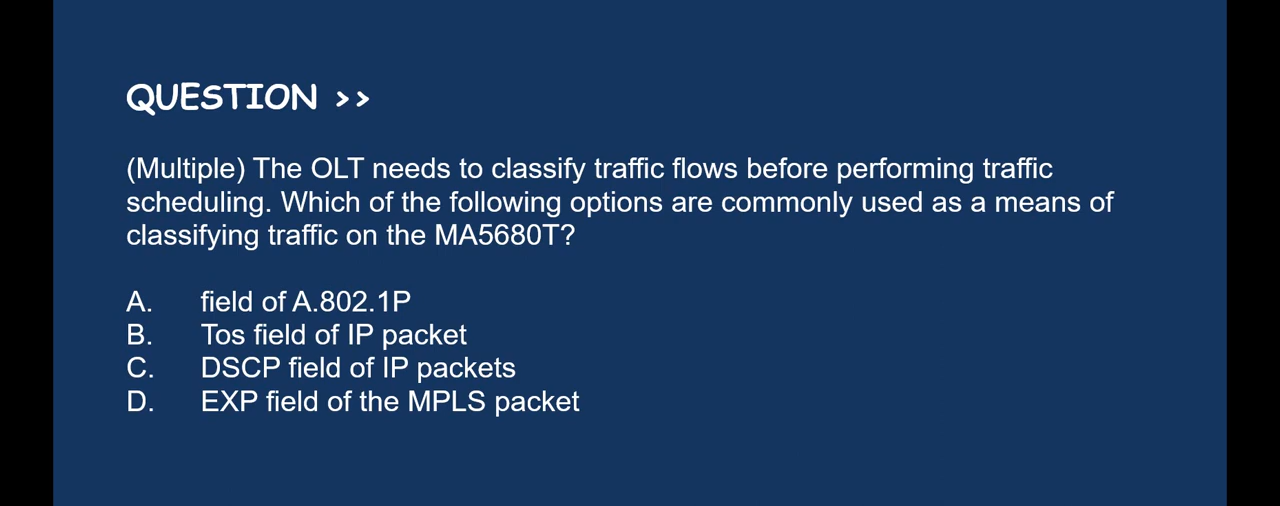 QUESTION >>
(Multiple) The OLT needs to classify traffic flows before performing traffic
scheduling. Which of the following options are commonly used as a means of
classifying traffic on the MA5680T?
A. field of A.802.1P
B. Tos field of IP packet
C. DSCP field of IP packets
D. EXP field of the MPLS packet